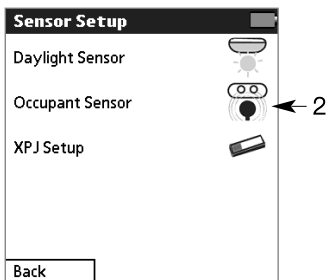 Sensor Setup
Daylight Sensor
Occupant Sensor
2
XPJ Setup
Back